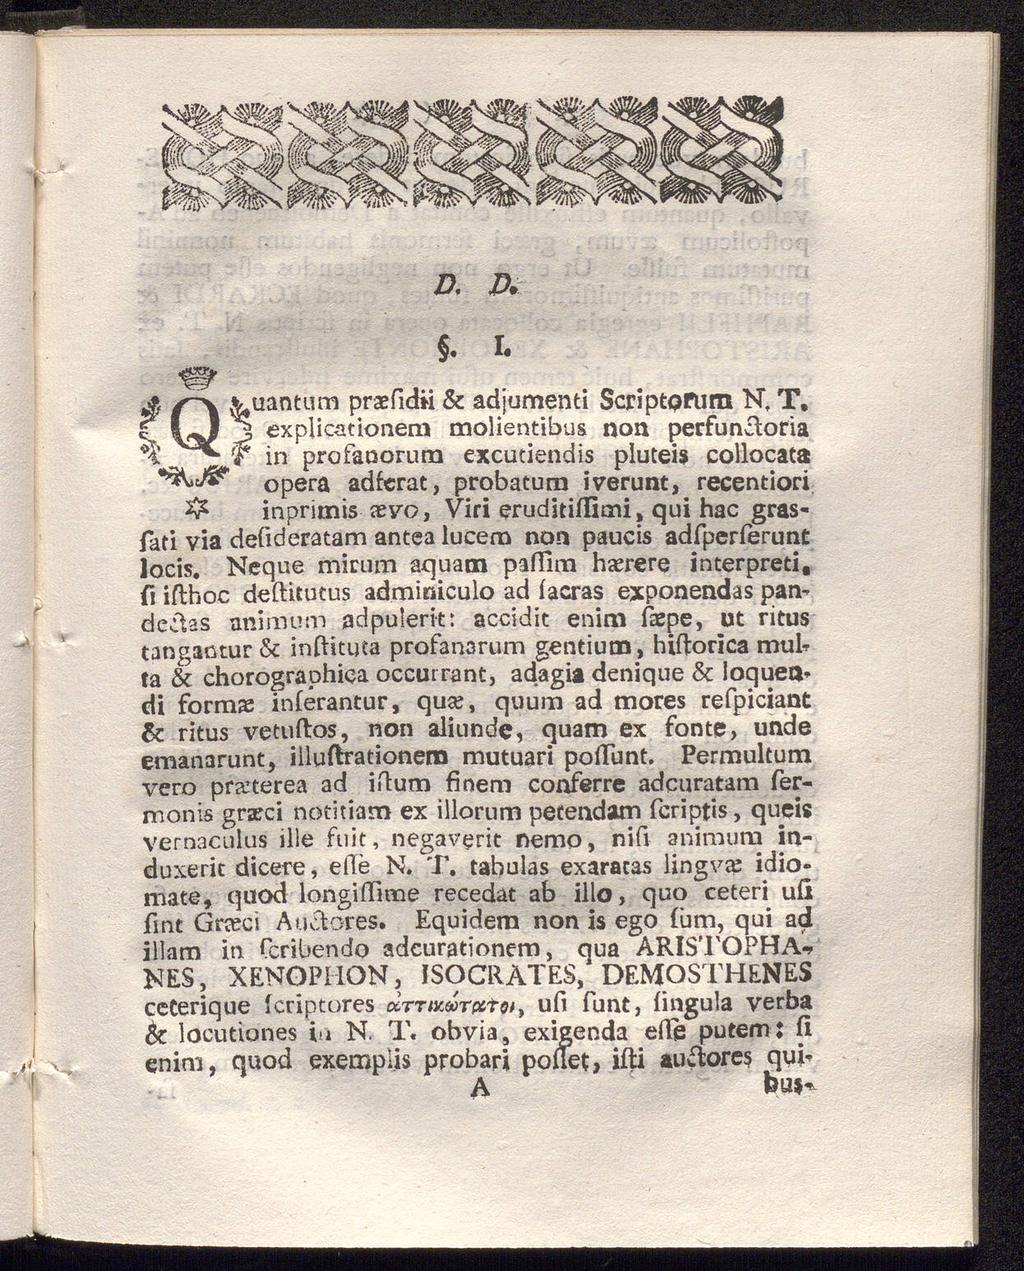 D. D.
§. I.
Quantum præſidii & adjumenti Scriptorum N. T.
explicationem molientibus non perfunctoria
in profanorum excutiendis pluteis collocata
opera adferat, probatum iverunt, recentiori
inprimis ævo, Viri eruditiſſimi, qui hac graſ-
ſati via deſideratam antea lucem non paucis adſperſerunt
locis. Neque mirum aquam paſſim hærere interpreti,
ſi iſthoc deſtitutus adminiculo ad ſacras exponendas pan-
dectas animum adpulerit: accidit enim ſæpe, ut ritus
tangantur & inſtituta profanarum gentium, hiſtorica mul-
ta & chorographica occurrant, adagia denique & loquen-
di formæ inſerantur, quæ, quum ad mores reſpiciant
& ritus vetuſtos, non aliunde, quam ex fonte, unde
emanarunt, illuſtrationem mutuari poſſunt. Permultum
vero præterea ad iſtum finem conferre adcuratam ſer-
monis græci notitiam ex illorum petendam ſcriptis, queis
vernaculus ille fuit, negaverit nemo, niſi animum in-
duxerit dicere, eſſe N. T. tabulas exaratas lingvæ idio-
mate, quod longiſſime recedat ab illo, quo ceteri uſi
ſint Græci Auctores. Equidem non is ego ſum, qui ad
illam in ſcribendo adcurationem, qua ARISTOPHA-
NES, XENOPHON, ISOCRATES, DEMOSTHENES
ceterique ſcriptores ἀττικώτατοι, uſi ſunt, ſingula verba
& locutiones in N. T. obvia, exigenda eſſe putem: ſi
enim, quod exemplis probari poſſet, iſti auctores qui-
A bus-